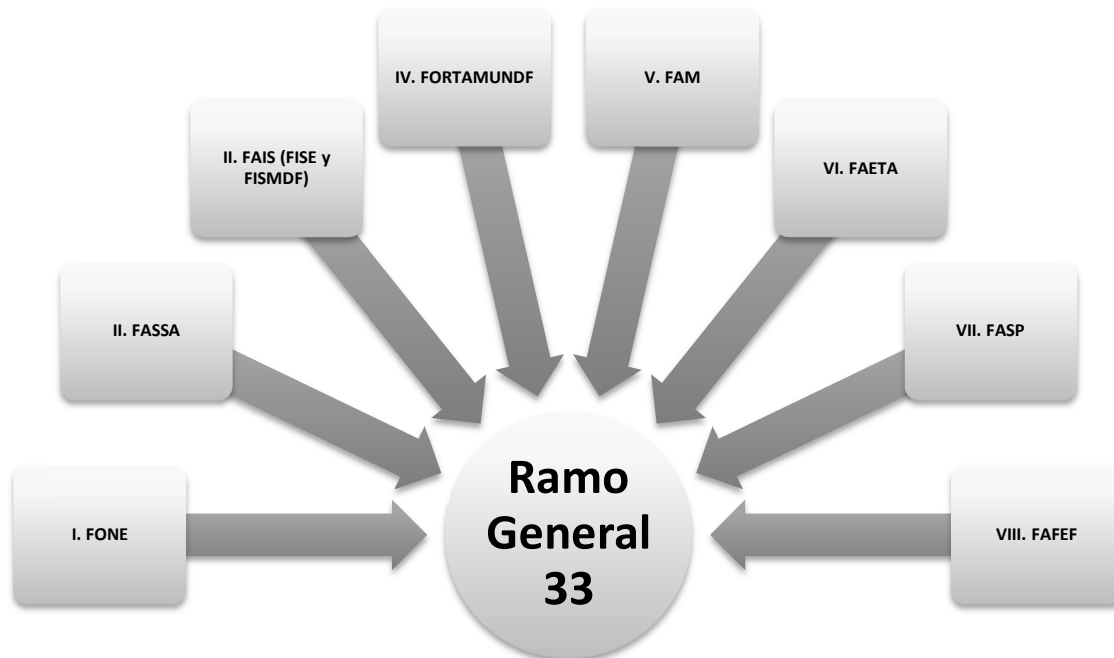 I. FONE
II. FASSA
II. FAIS (FISE y
FISMDF)
IV. FORTAMUNDF
V. FAM
VI. FAETA
VII. FASP
VIII. FAFEF
Ramo
General
33